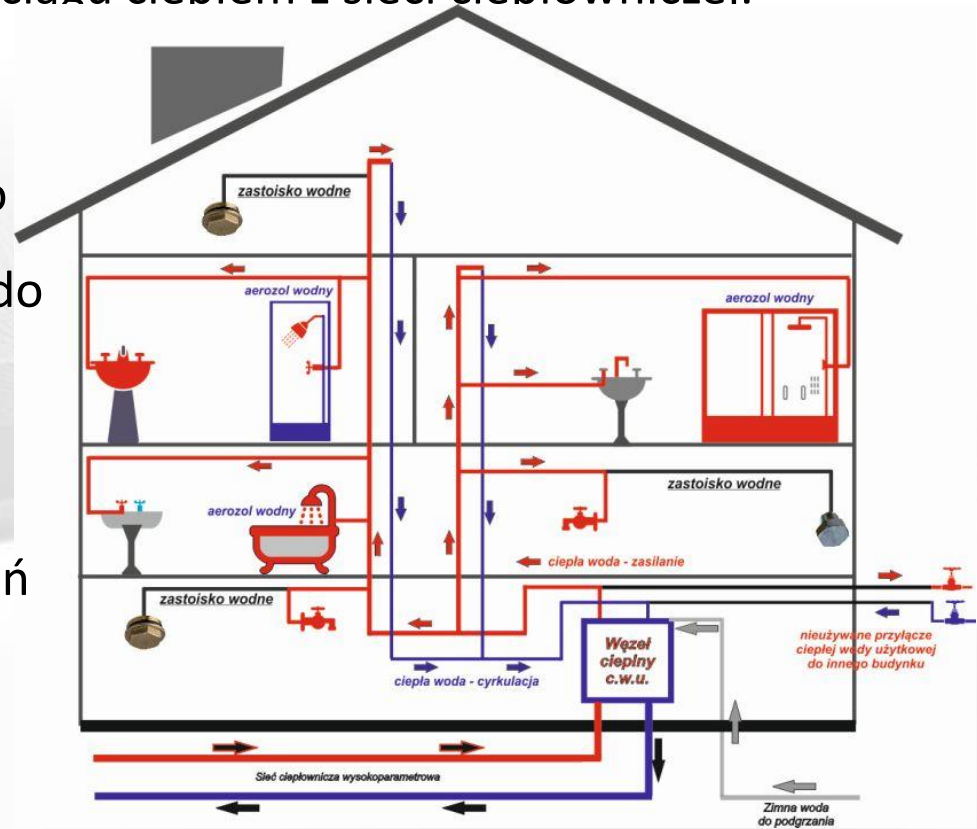 zastoisko wodne
do
aerozol wodny
aerozol wodny
zastoisko wodne
aerozol wodny
ciepła woda - zasilanie
ń
zastoisko wodne
nieużywane przyłącze
ciepłej wody użytkowej
do innego budynku
Węzeł
cieplny
c.w.u.
ciepła woda - cyrkulacja
Sieć ciepłownicza wysokoparametrowa
Zimna woda
do podgrzania